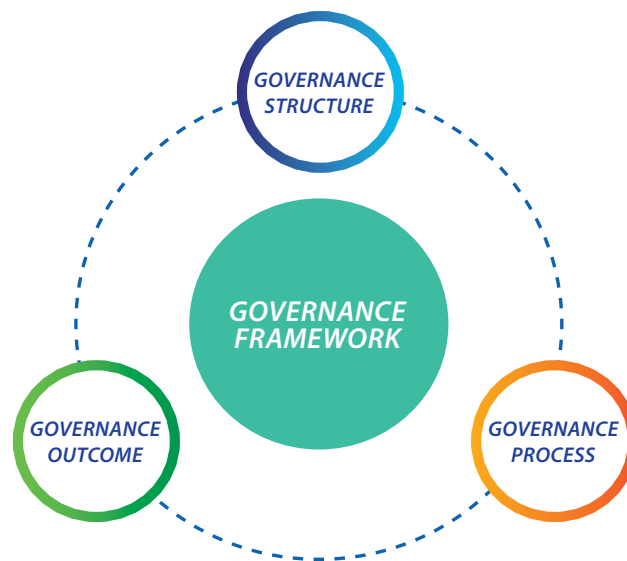 GOVERNANCE
STRUCTURE
GOVERNANCE
FRAMEWORK
GOVERNANCE
OUTCOME
GOVERNANCE
PROCESS